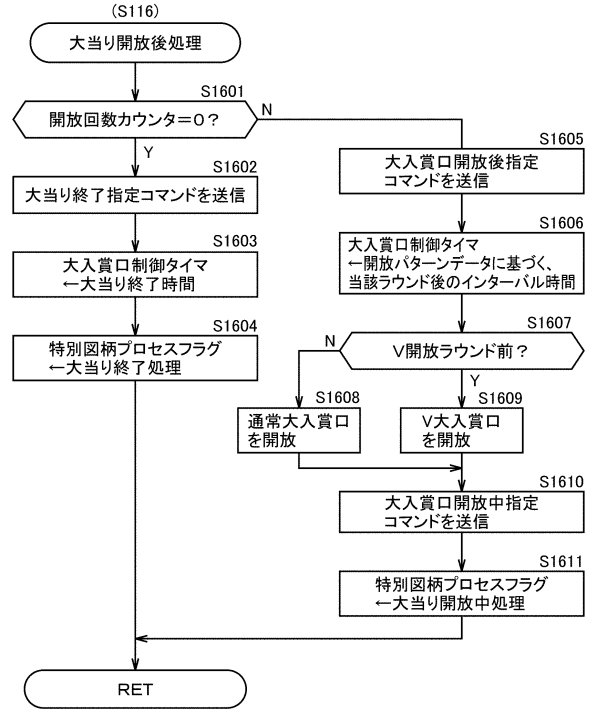 (S116)
大当り開放後処理
S1601
開放回数カウンタ=0?
N
Y
S1602
大当り終了指定コマンドを送信
S1603
大入賞口制御タイマ
←大当り終了時間
S1604
特別図柄プロセスフラグ
←大当り終了処理
S1605
大入賞口開放後指定
コマンドを送信
S1606
大入賞口制御タイマ
←開放パターンデータに基づく、
当該ラウンド後のインターバル時間
S1607
V開放ラウンド前?
N
Y
S1608
通常大入賞口
を開放
S1609
V大入賞口
を開放
S1610
大入賞口開放中指定
コマンドを送信
S1611
特別図柄プロセスフラグ
←大当り開放中処理
RET